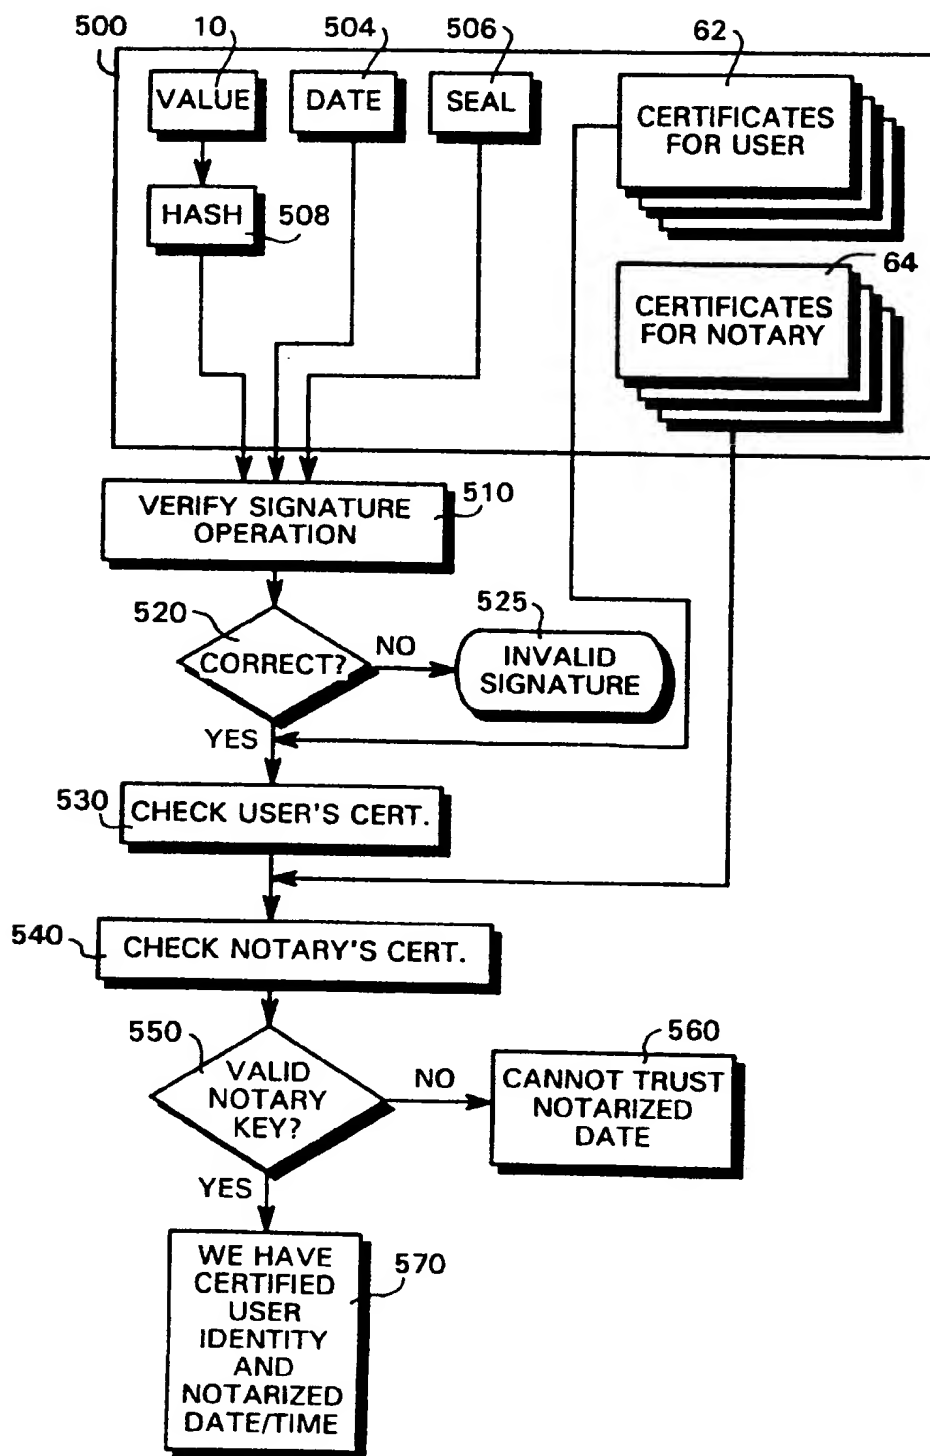 500
10
504
506
62
VALUE
DATE
SEAL
CERTIFICATES
FOR USER
HASH
508
64
CERTIFICATES
FOR NOTARY
VERIFY SIGNATURE
OPERATION
510
520
CORRECT?
NO
525
INVALID
SIGNATURE
YES
530
CHECK USER'S CERT.
540
CHECK NOTARY'S CERT.
550
VALID
NOTARY
KEY?
NO
560
CANNOT TRUST
NOTARIZED
DATE
YES
WE HAVE
CERTIFIED
USER
IDENTITY
AND
NOTARIZED
DATE/TIME
570